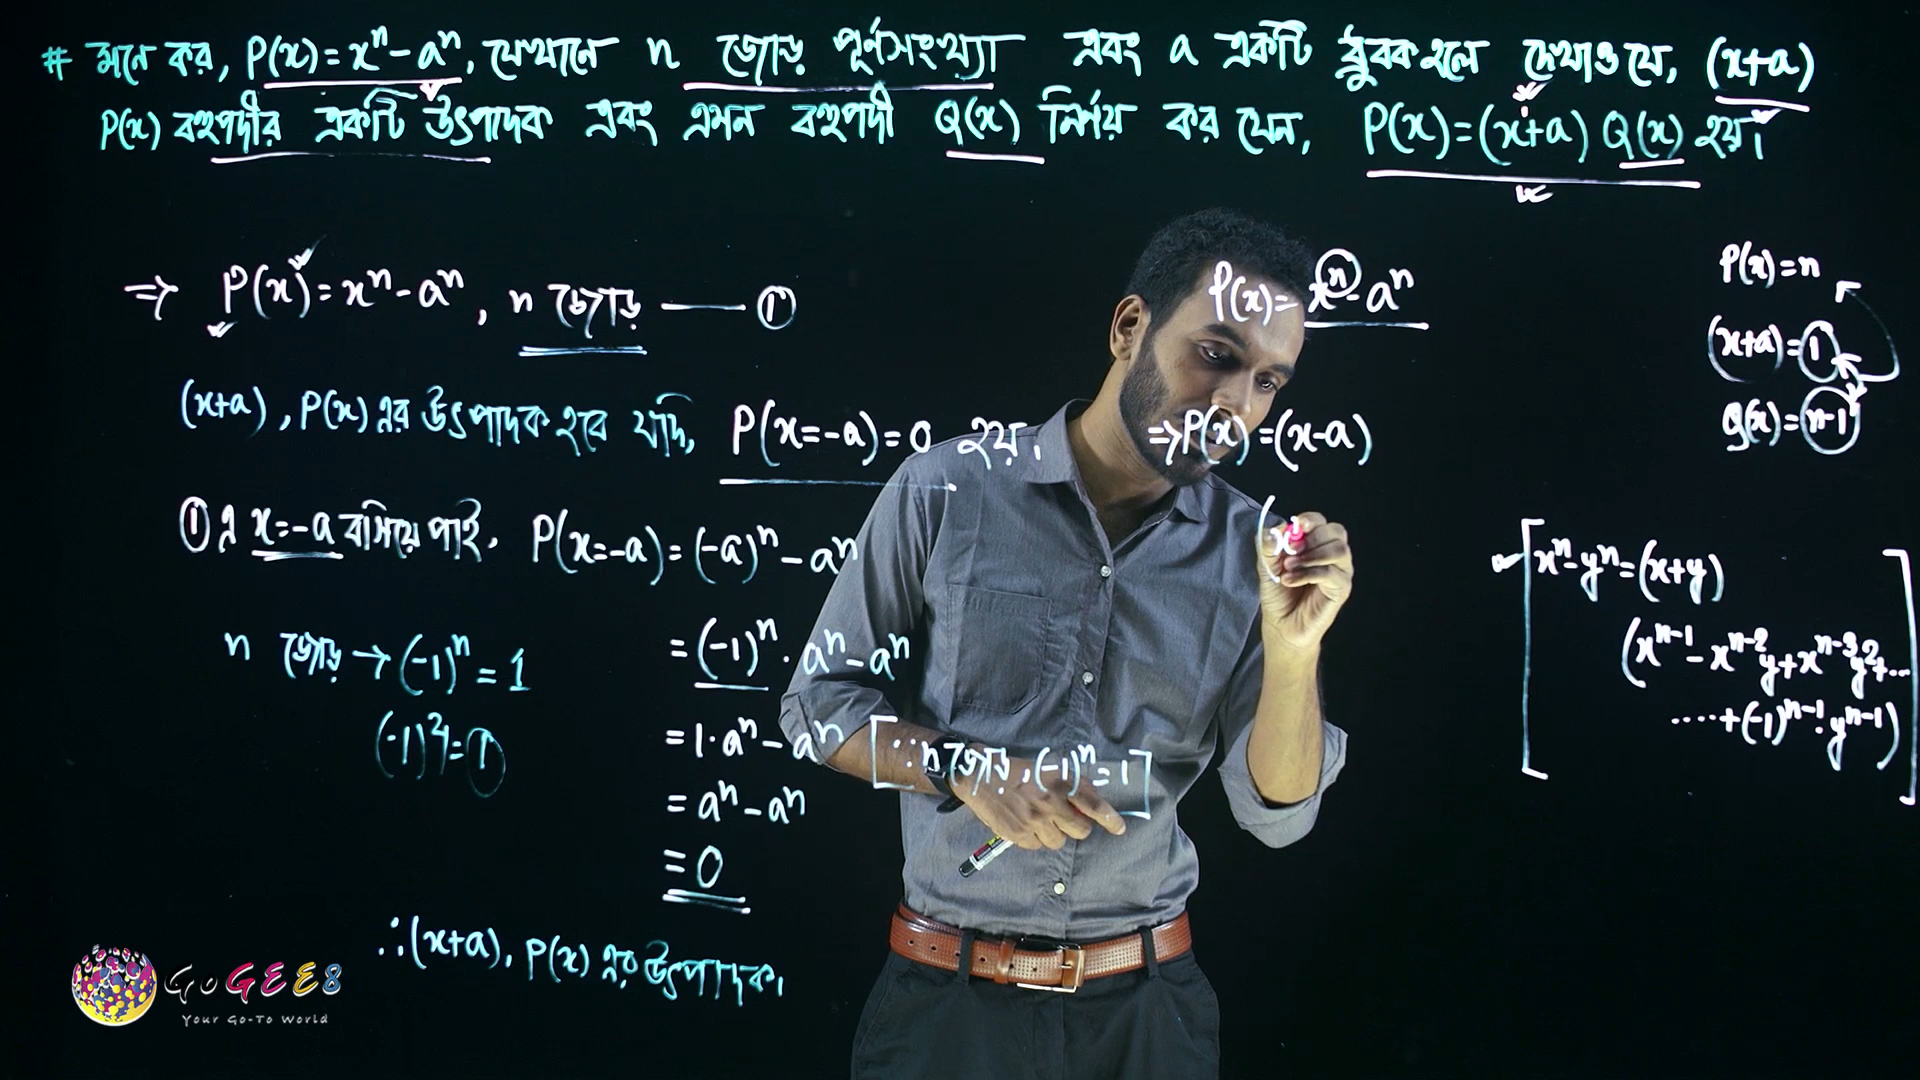 # মনে কর, P(x)=xⁿ-aⁿ, যেখানে n জোড় পূর্ণসংখ্যা এবং a একটি ধ্রুবক হলে দেখাও যে, (x+a)
P(x) বহুপদীর একটি উৎপাদক এবং এমন বহুপদী Q(x) নির্ণয় কর যেন, P(x)=(x+a) Q(x) হয়।
⇒ P(x)=xⁿ-aⁿ, n জোড় —— ①
(x+a), P(x) এর উৎপাদক হবে যদি, P(x=-a)=0 হয়।
① এ x=-a বসিয়ে পাই, P(x=-a)=(-a)ⁿ-aⁿ
=(-1)ⁿ·aⁿ-aⁿ
n জোড় → (-1)ⁿ=1
(-1)²=1
=1·aⁿ-aⁿ [∵n জোড়, (-1)ⁿ=1]
=aⁿ-aⁿ
=0
∴(x+a), P(x) এর উৎপাদক।
P(x)=xⁿ-aⁿ
⇒P(x)=(x-a)
(x
P(x)=n
(x+a)=1
Q(x)=n-1
[xⁿ-yⁿ=(x+y)
(xⁿ⁻¹-xⁿ⁻²y+xⁿ⁻³y²+...
....+(-1)ⁿ⁻¹·yⁿ⁻¹)]
GoGEE8
Your Go-To World